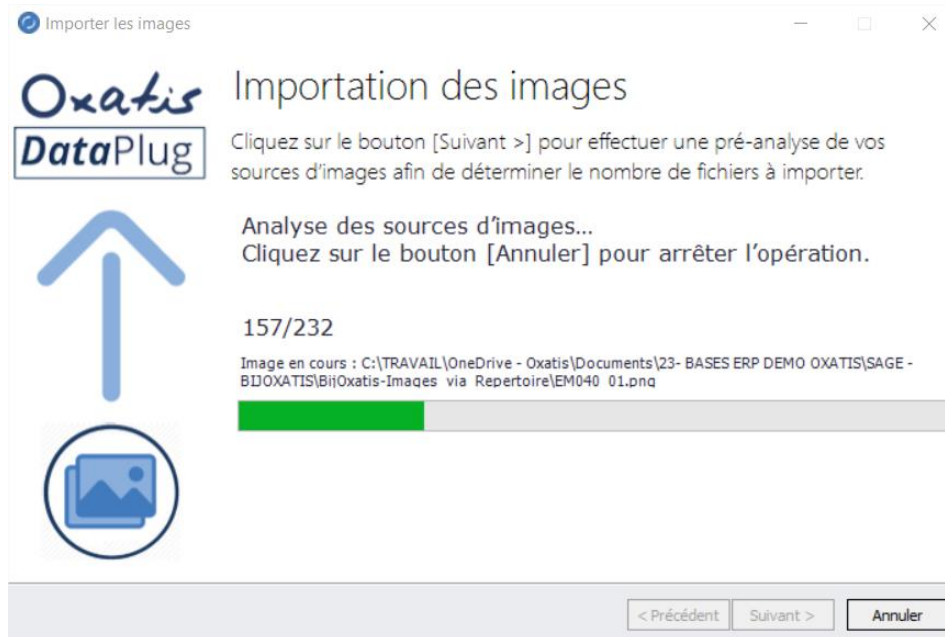 Importer les images
Oxatis
DataPlug
Importation des images
Cliquez sur le bouton [Suivant >] pour effectuer une pré-analyse de vos
sources d'images afin de déterminer le nombre de fichiers à importer.
Analyse des sources d'images...
Cliquez sur le bouton [Annuler] pour arrêter l'opération.
157/232
Image en cours : C:\TRAVAIL\OneDrive - Oxatis\Documents\23- BASES ERP DEMO OXATIS\SAGE -
BIJOXATIS\BijOxatis-Images via Repertoire\EM040_01.png
< Précédent
Suivant >
Annuler